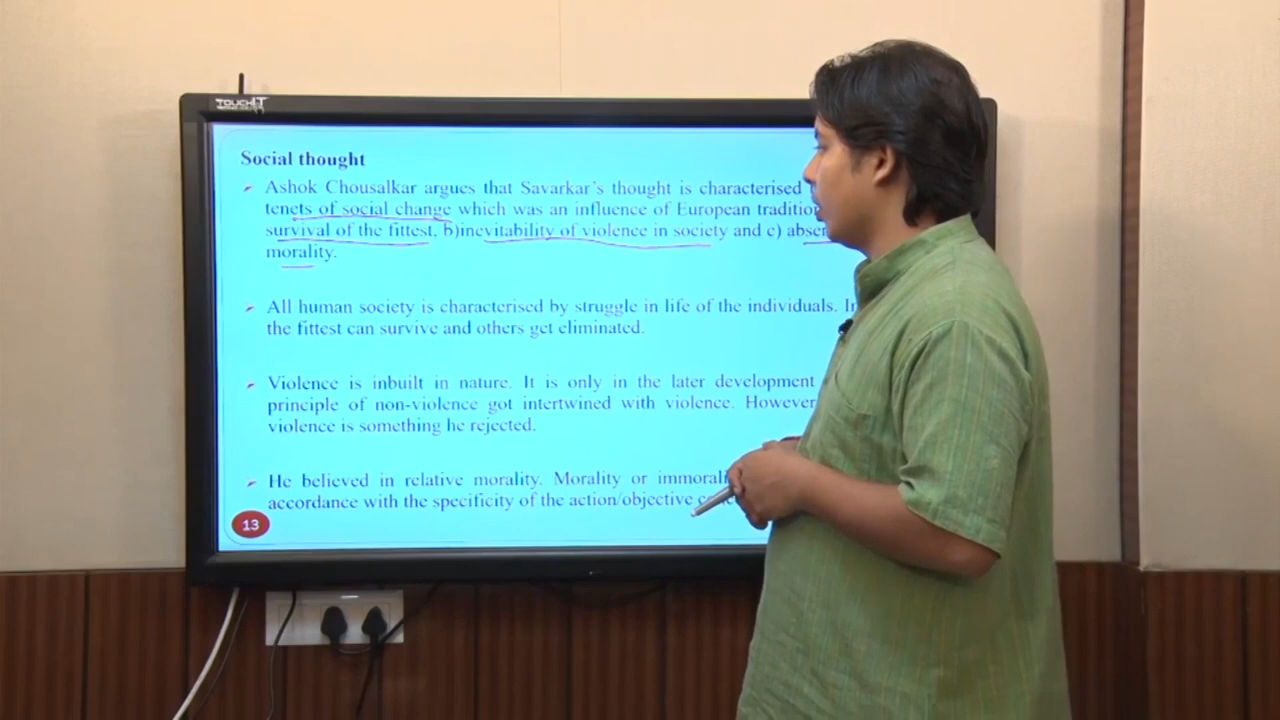 TOUCHIT
Social thought
Ashok Chousalkar argues that Savarkar's thought is characterised
tenets of social change which was an influence of European
survival of the fittest, b)inevitability of violence in society and c)
morality.
All human society is characterised by struggle in life of the individuals.
the fittest can survive and others get eliminated.
Violence is inbuilt in nature. It is only in the later development
principle of non-violence got intertwined with violence. However
violence is something he rejected.
He believed in relative morality. Morality or
accordance with the specificity of the action/objective
13